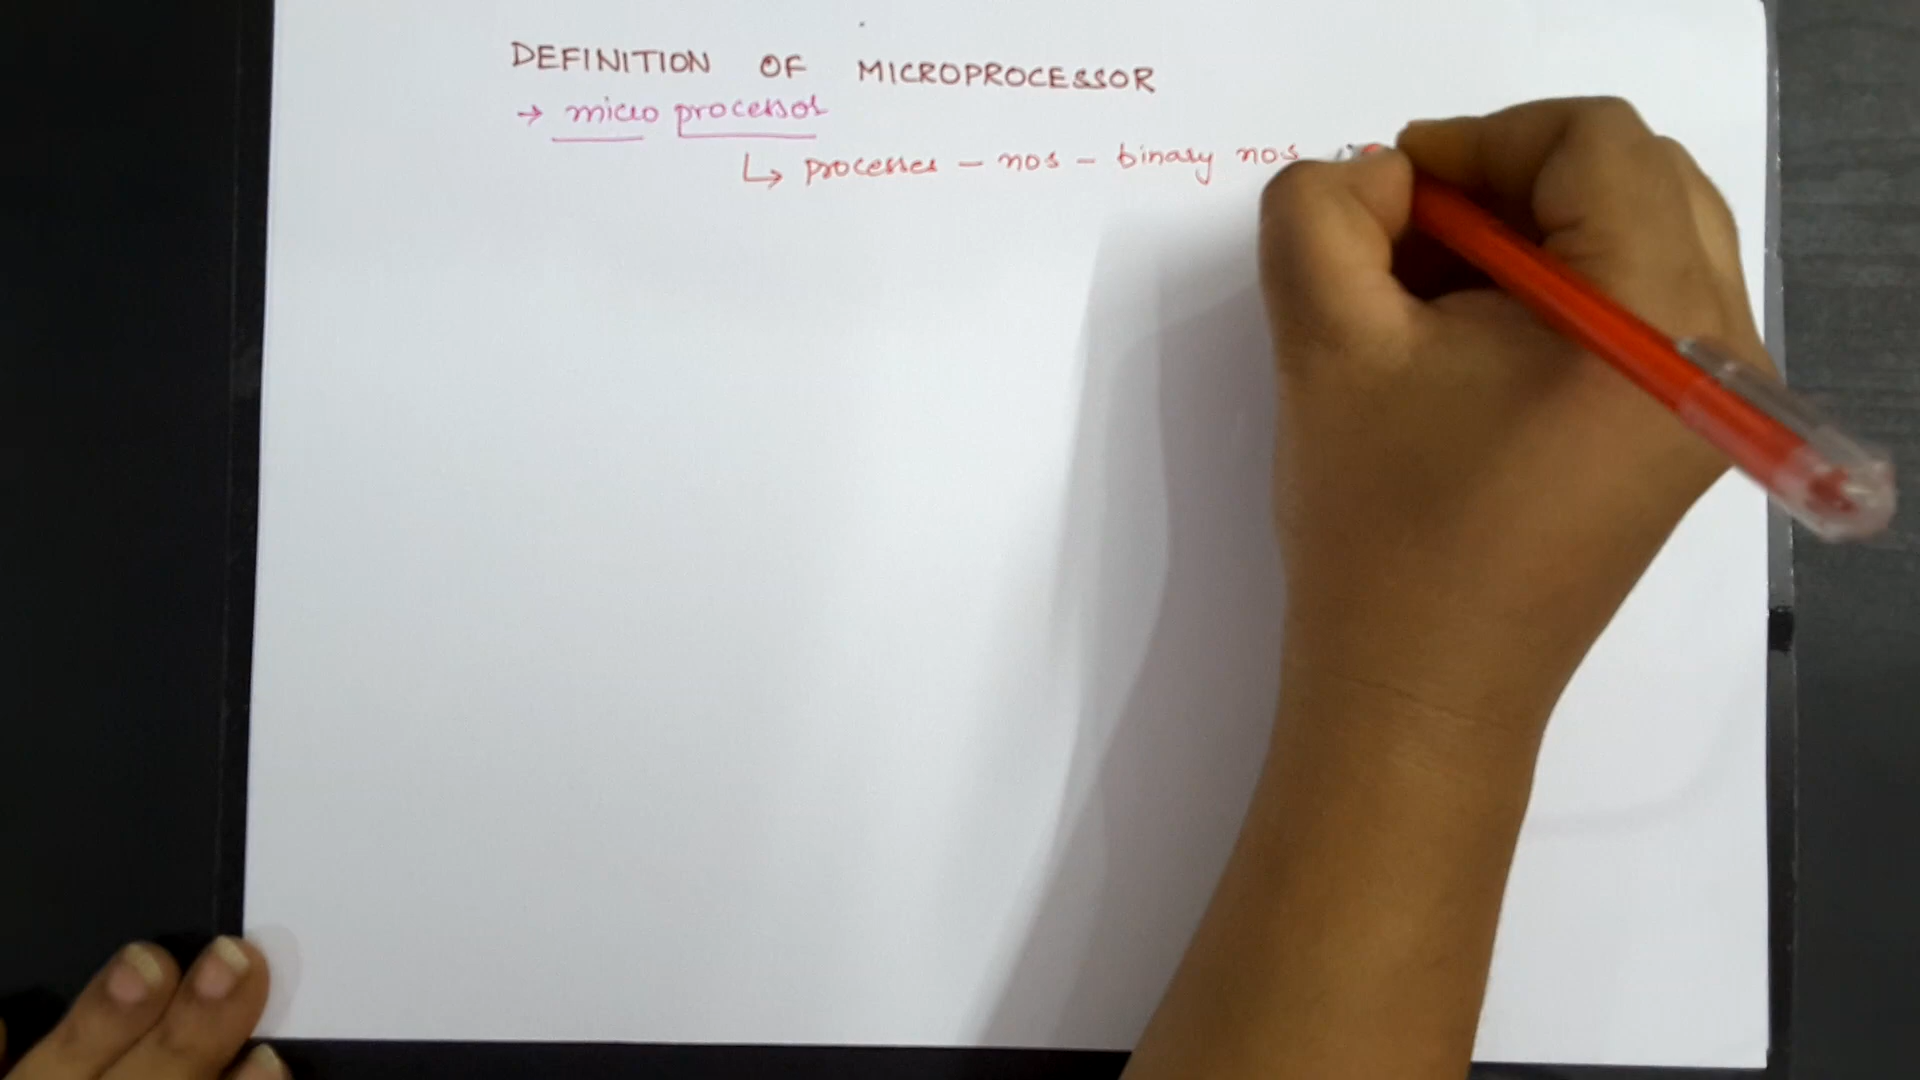 DEFINITION OF MICROPROCESSOR
→ micro processor
↳ processes - nos - binary nos